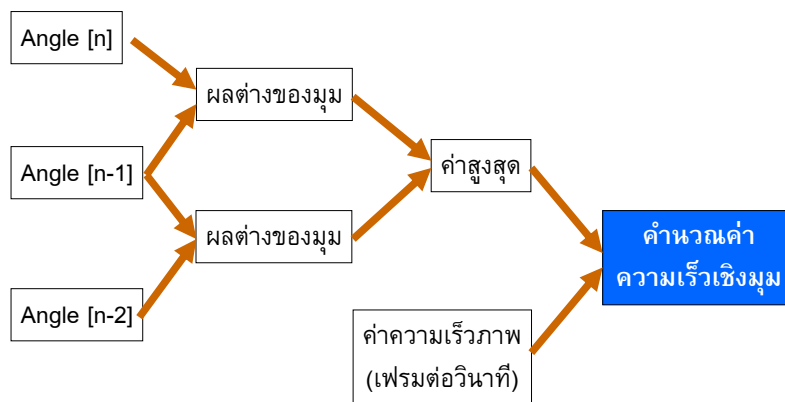 Angle [n]
ผลต่างของมุม
Angle [n-1]
ค่าสูงสุด
ผลต่างของมุม
คำนวณค่า
ความเร็วเชิงมุม
Angle [n-2]
ค่าความเร็วภาพ
(เฟรมต่อวินาที)